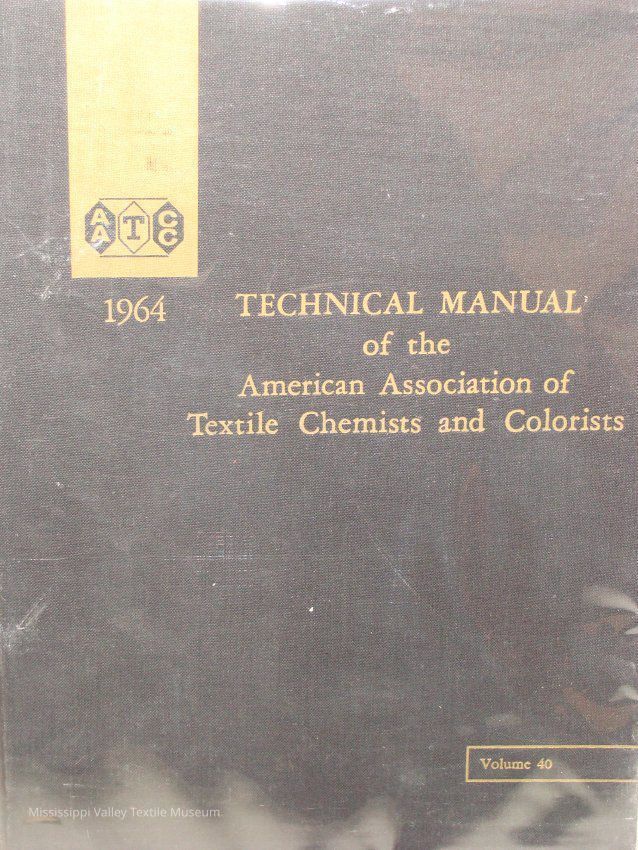 AATCC
1964
TECHNICAL MANUAL
of the
American Association of
Textile Chemists and Colorists
Volume 40
Mississippi Valley Textile Museum